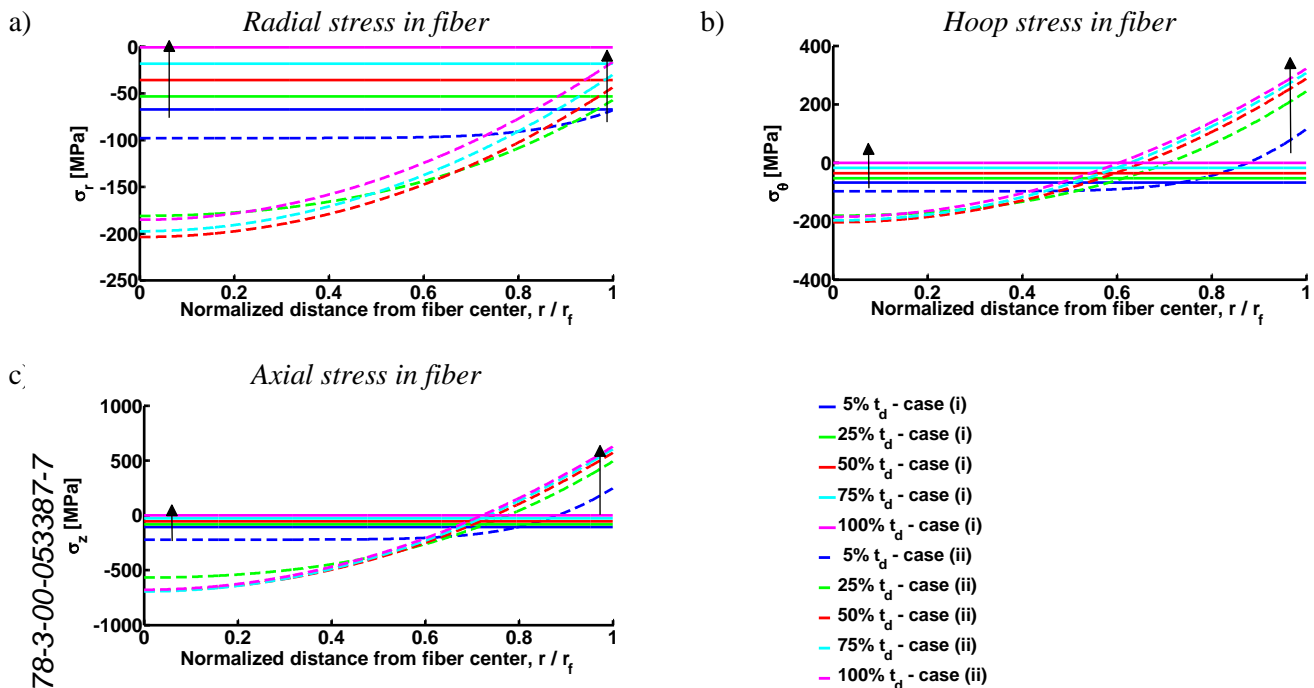 a) Radial stress in fiber
0
-50
-100
-150
-200
-250
σr [MPa]
0 0.2 0.4 0.6 0.8 1
Normalized distance from fiber center, r / rf
b) Hoop stress in fiber
400
200
0
-200
-400
σθ [MPa]
0 0.2 0.4 0.6 0.8 1
Normalized distance from fiber center, r / rf
c) Axial stress in fiber
1000
500
0
-500
-1000
σz [MPa]
0 0.2 0.4 0.6 0.8 1
Normalized distance from fiber center, r / rf
5% td - case (i)
25% td - case (i)
50% td - case (i)
75% td - case (i)
100% td - case (i)
5% td - case (ii)
25% td - case (ii)
50% td - case (ii)
75% td - case (ii)
100% td - case (ii)
78-3-00-053387-7